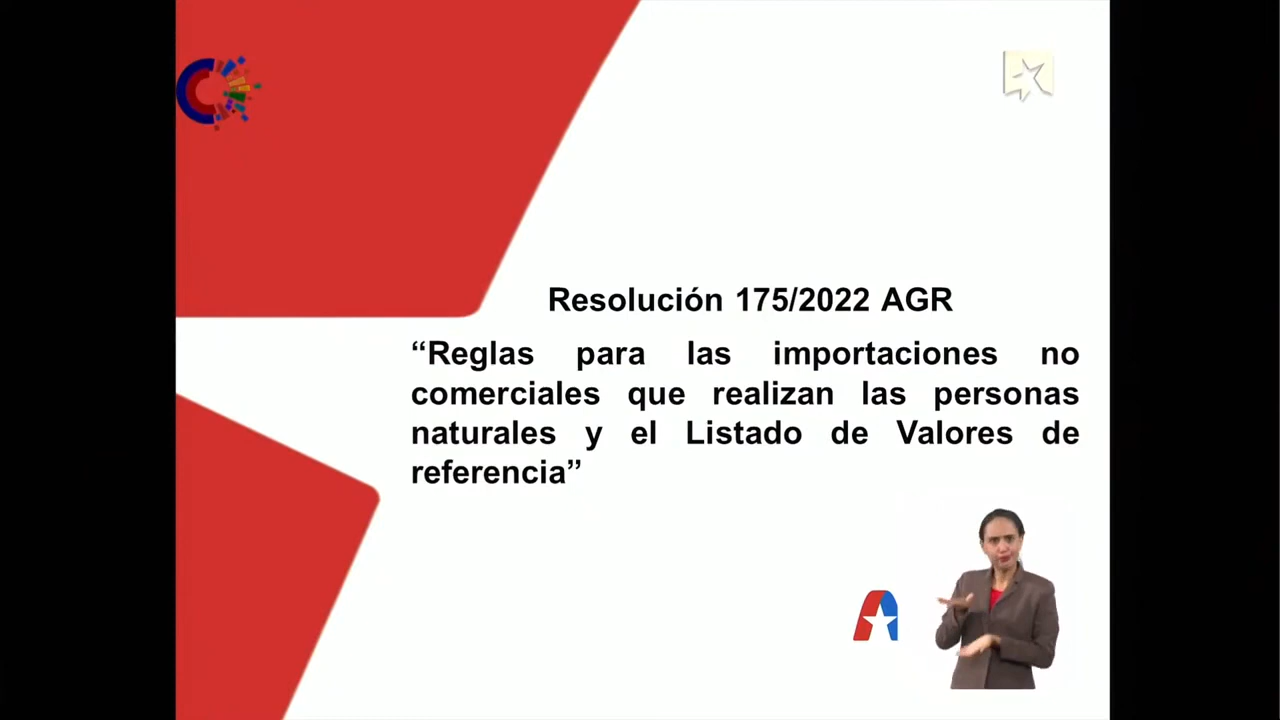 Resolución 175/2022 AGR
“Reglas para las importaciones no
comerciales que realizan las personas
naturales y el Listado de Valores de
referencia”